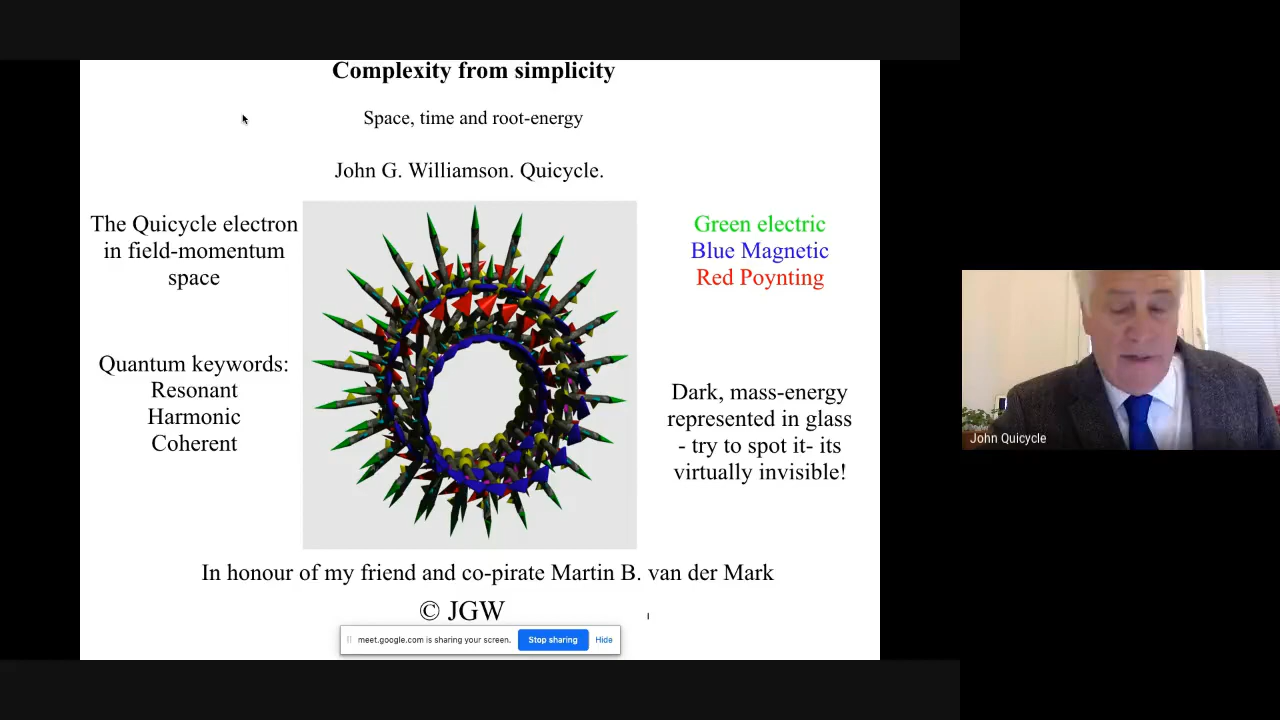 Complexity from simplicity
Space, time and root-energy
John G. Williamson. Quicycle.
The Quicycle electron
in field-momentum
space
Green electric
Blue Magnetic
Red Poynting
Quantum keywords:
Resonant
Harmonic
Coherent
Dark, mass-energy
represented in glass
- try to spot it- its
virtually invisible!
In honour of my friend and co-pirate Martin B. van der Mark
© JGW
meet.google.com is sharing your screen.
Stop sharing
Hide
John Quicycle